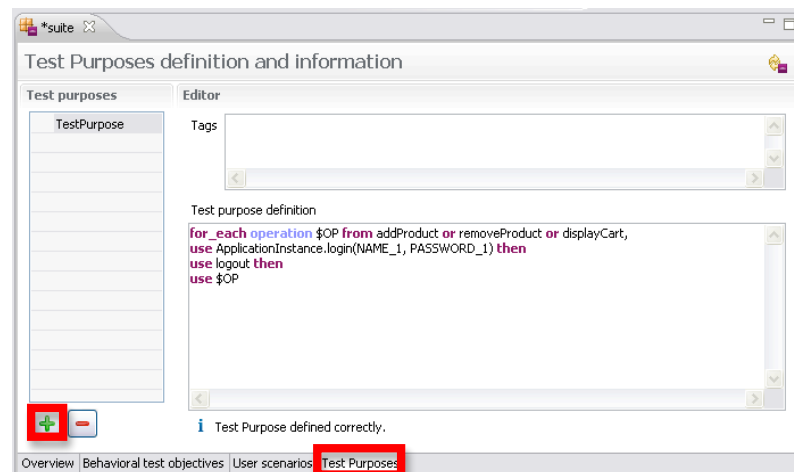 *suite
Test Purposes definition and information
Test purposes
Editor
TestPurpose
Tags
Test purpose definition
for_each operation $OP from addProduct or removeProduct or displayCart,
use ApplicationInstance.login(NAME_1, PASSWORD_1) then
use logout then
use $OP
i Test Purpose defined correctly.
Overview Behavioral test objectives User scenarios Test Purposes